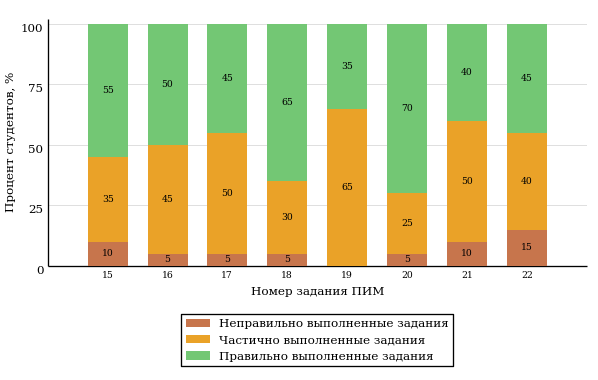 Процент студентов, %
100
75
50
25
0
55 50 45 65 35 70 40 45
35 45 50 30 65 25 50 40
10 5 5 5 5 10 15
15 16 17 18 19 20 21 22
Номер задания ПИМ
Неправильно выполненные задания
Частично выполненные задания
Правильно выполненные задания